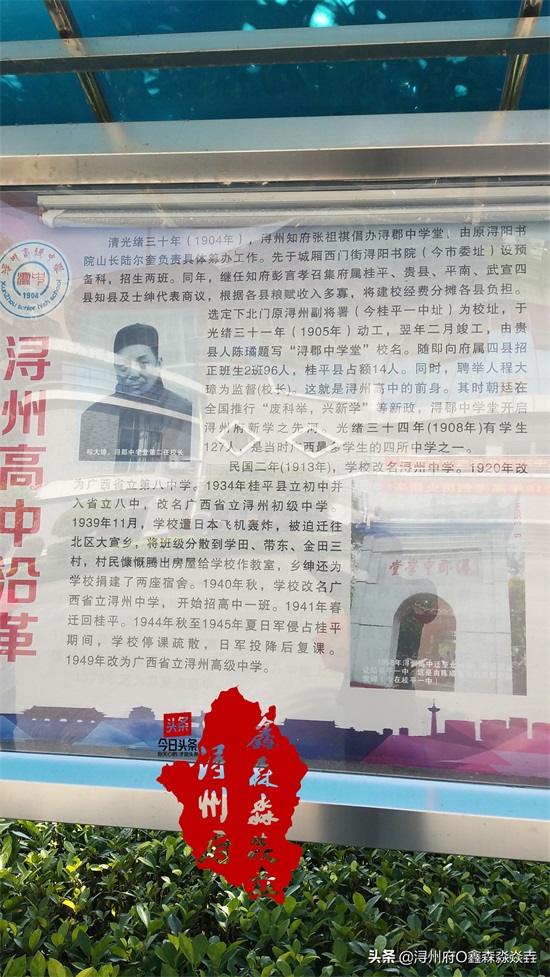 清光绪三十年(1904年),浔州知府张祖祺倡办浔郡中学堂,由原浔阳书
院山长陆尔奎负责具体筹办工作。先于城厢西门街浔阳书院(今市委址)设预
备科,招生两班。同年,继任知府彭言孝召集府属桂平、贵县、平南、武宣四
县知县及士绅代表商议,根据各县粮赋收入多寡,将建校经费分摊各县负担。
选定下北门原浔州副将署(今桂平一中址)为校址,于
光绪三十一年(1905年)动工,翌年二月竣工,由贵
县人陈璚题写“浔郡中学堂”校名。随即向府属四县招
正班生2班96人,桂平县占额14人。同时,聘举人程大
璋为监督(校长)。这就是浔州高中的前身。其时朝廷在
全国推行“废科举,兴新学”等新政,浔郡中学堂开启
浔州府新学之先河。光绪三十四年(1908年)有学生
127人,是当时广西最多学生的四所中学之一。
民国二年(1913年),学校改名浔州中学。1920年改
为广西省立第八中学。1934年桂平县立初中并
入省立八中,改名广西省立浔州初级中学。
1939年11月,学校遭日本飞机轰炸,被迫迁往
北区大宣乡,将班级分散到学田、带东、金田三
村,村民慷慨腾出房屋给学校作教室,乡绅还为
学校捐建了两座宿舍。1940年秋,学校改名广
西省立浔州中学,开始招高中一班。1941年春
迁回桂平。1944年秋至1945年夏日军侵占桂平
期间,学校停课疏散,日军投降后复课。
1949年改为广西省立浔州高级中学。
浔州高级中学
1904
Xunzhou senior high school
浔州高中沿革
程大璋,浔郡中学堂第二任校长
浔郡中学堂
头条
今日头条
你关心的 才是头条
浔州府
鑫森淼焱垚
头条 @浔州府O鑫森淼焱垚